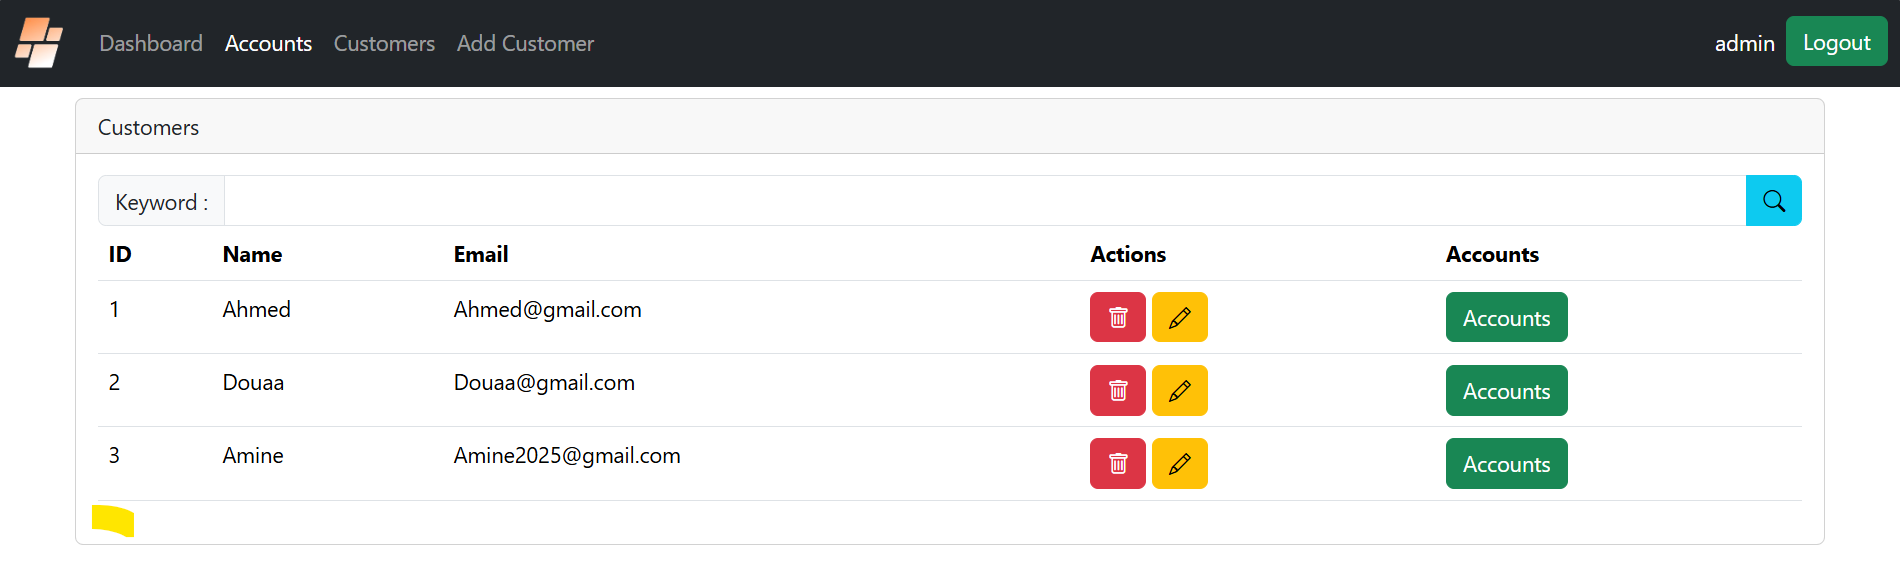 Dashboard Accounts Customers Add Customer admin Logout
Customers
Keyword :
ID Name Email Actions Accounts
1 Ahmed Ahmed@gmail.com Accounts
2 Douaa Douaa@gmail.com Accounts
3 Amine Amine2025@gmail.com Accounts